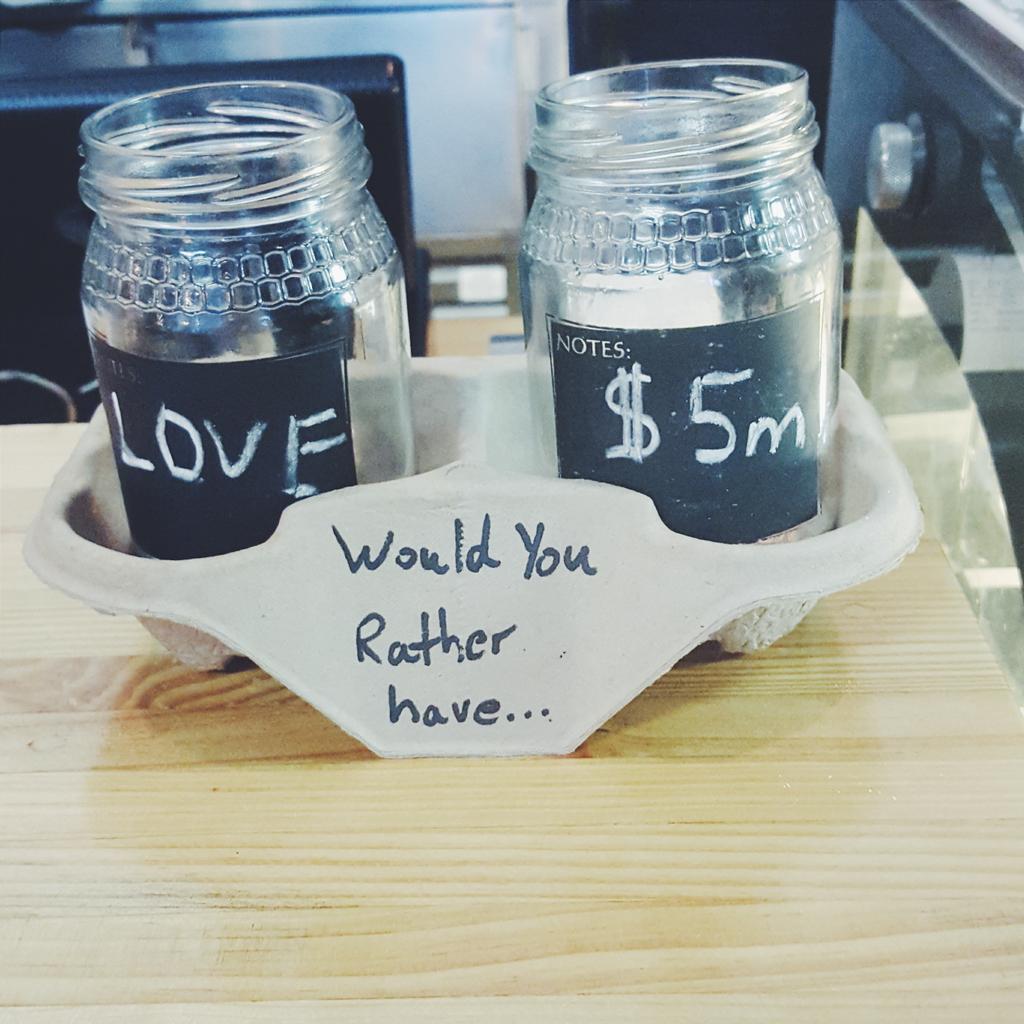 LOVE
NOTES:
$5m
Would You
Rather
have...